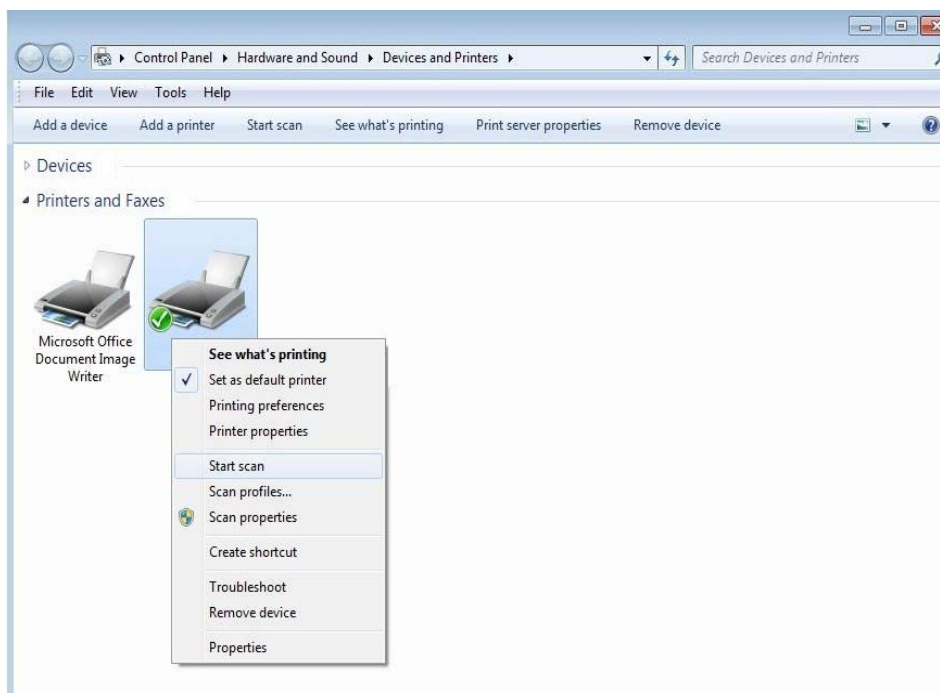 Control Panel Hardware and Sound Devices and Printers Search Devices and Printers
File Edit View Tools Help
Add a device Add a printer Start scan See what's printing Print server properties Remove device
Devices
Printers and Faxes
Microsoft Office
Document Image
Writer
See what's printing
Set as default printer
Printing preferences
Printer properties
Start scan
Scan profiles...
Scan properties
Create shortcut
Troubleshoot
Remove device
Properties